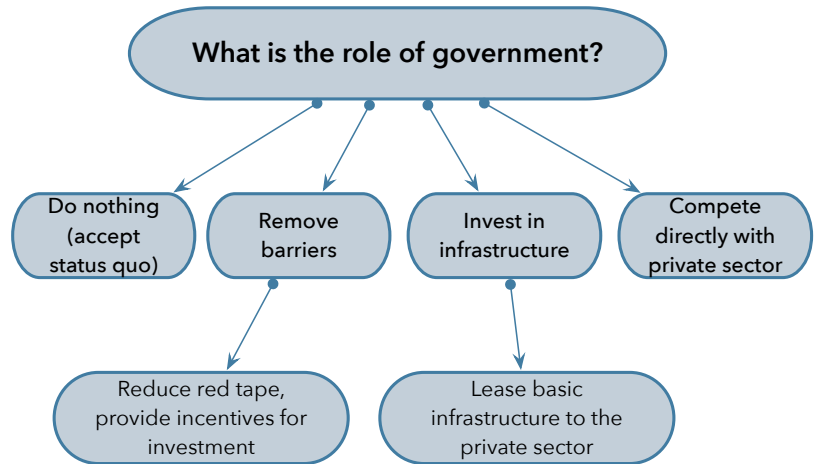 What is the role of government?
Do nothing
(accept
status quo)
Remove
barriers
Invest in
infrastructure
Compete
directly with
private sector
Reduce red tape,
provide incentives for
investment
Lease basic
infrastructure to the
private sector